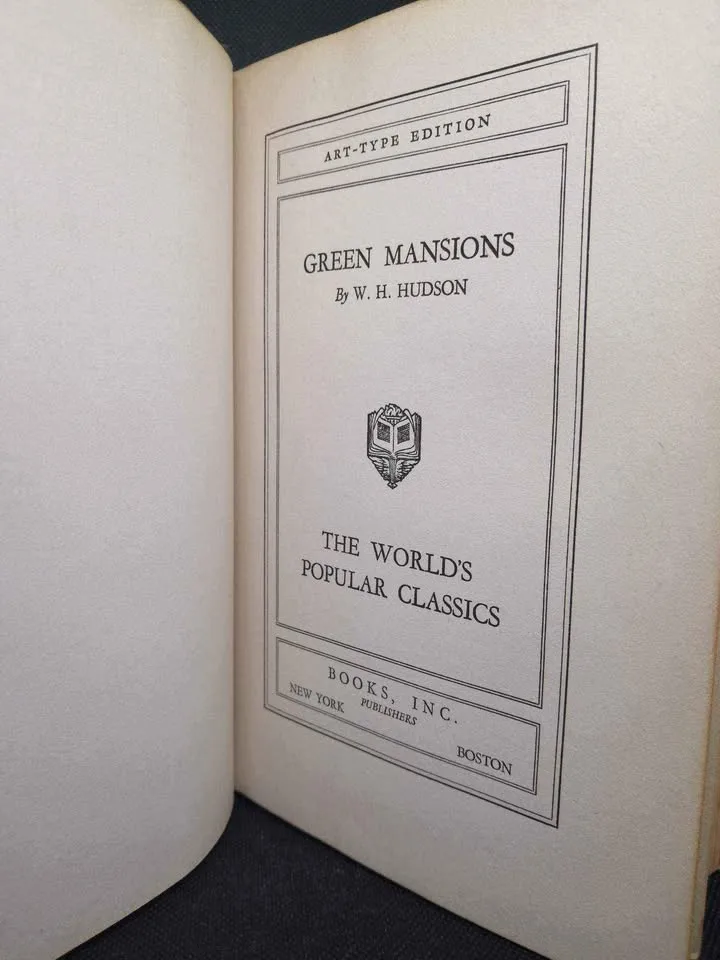 ART-TYPE EDITION
GREEN MANSIONS
By W. H. HUDSON
THE WORLD'S
POPULAR CLASSICS
BOOKS, INC.
PUBLISHERS
NEW YORK
BOSTON